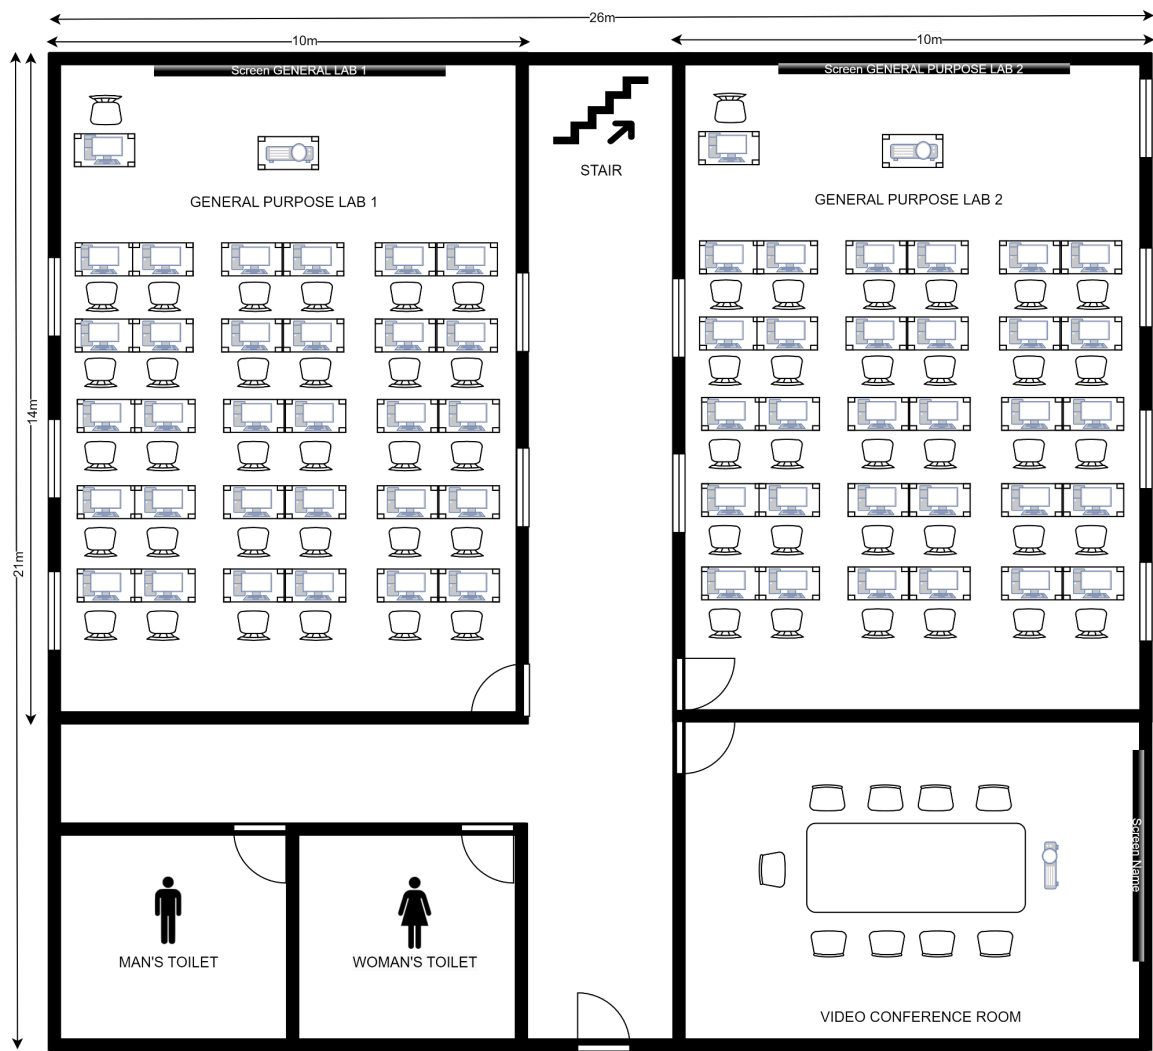 26m
10m
10m
Screen GENERAL LAB 1
Screen GENERAL PURPOSE LAB 2
STAIR
GENERAL PURPOSE LAB 1
GENERAL PURPOSE LAB 2
14m
21m
Screen Name
MAN'S TOILET
WOMAN'S TOILET
VIDEO CONFERENCE ROOM